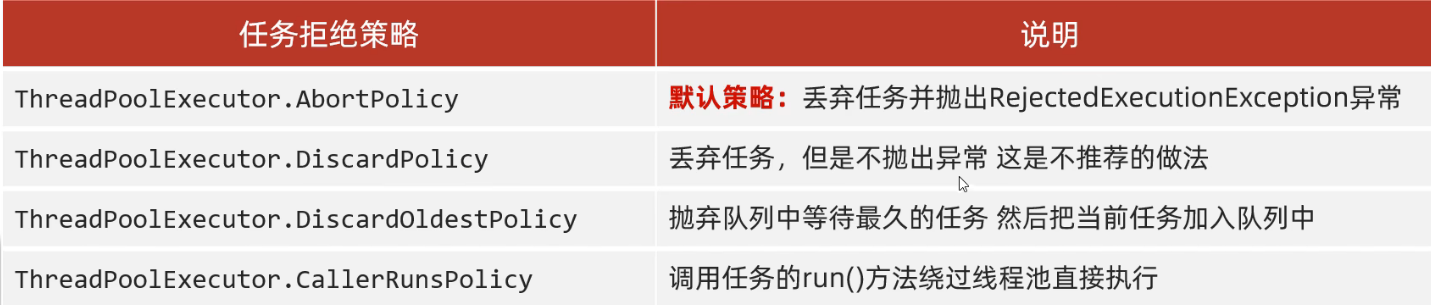 任务拒绝策略 说明
ThreadPoolExecutor.AbortPolicy 默认策略：丢弃任务并抛出RejectedExecutionException异常
ThreadPoolExecutor.DiscardPolicy 丢弃任务，但是不抛出异常 这是不推荐的做法
ThreadPoolExecutor.DiscardOldestPolicy 抛弃队列中等待最久的任务 然后把当前任务加入队列中
ThreadPoolExecutor.CallerRunsPolicy 调用任务的run()方法绕过线程池直接执行